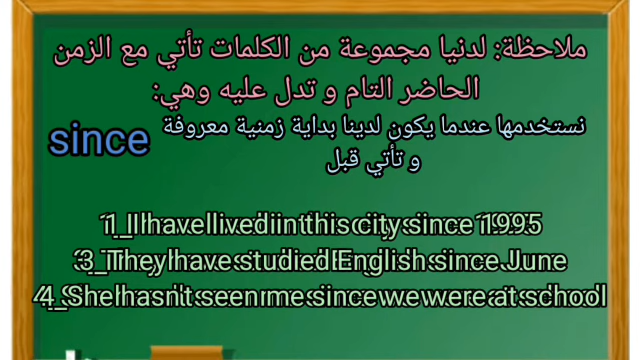 ملاحظة: لدنيا مجموعة من الكلمات تأتي مع الزمن
الحاضر التام و تدل عليه وهي:
since نستخدمها عندما يكون لدينا بداية زمنية معروفة
و تأتي قبل
1_I have lived in this city since 1995
3_They have studied English since June
4_She hasn't seen me since we were at school